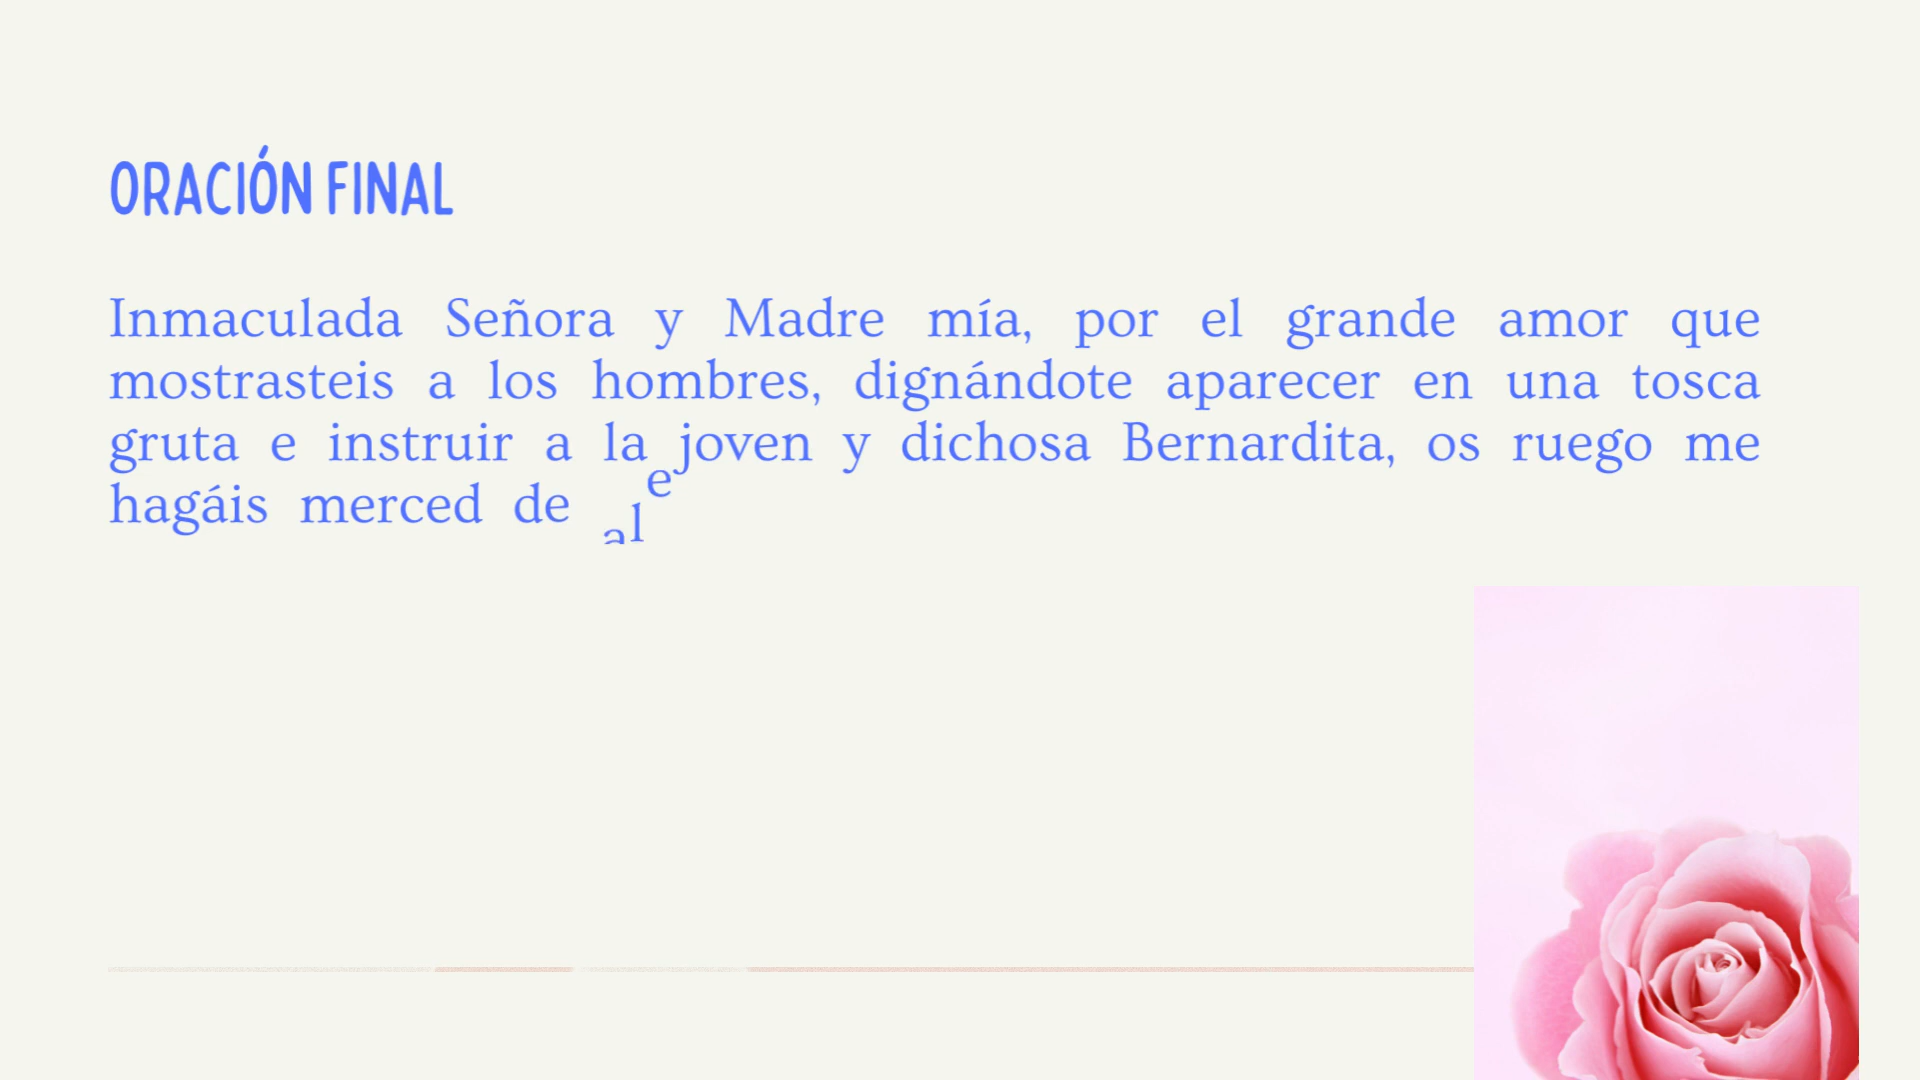 ORACIÓN FINAL
Inmaculada Señora y Madre mía, por el grande amor que
mostrasteis a los hombres, dignándote aparecer en una tosca
gruta e instruir a la joven y dichosa Bernardita, os ruego me
hagáis merced de